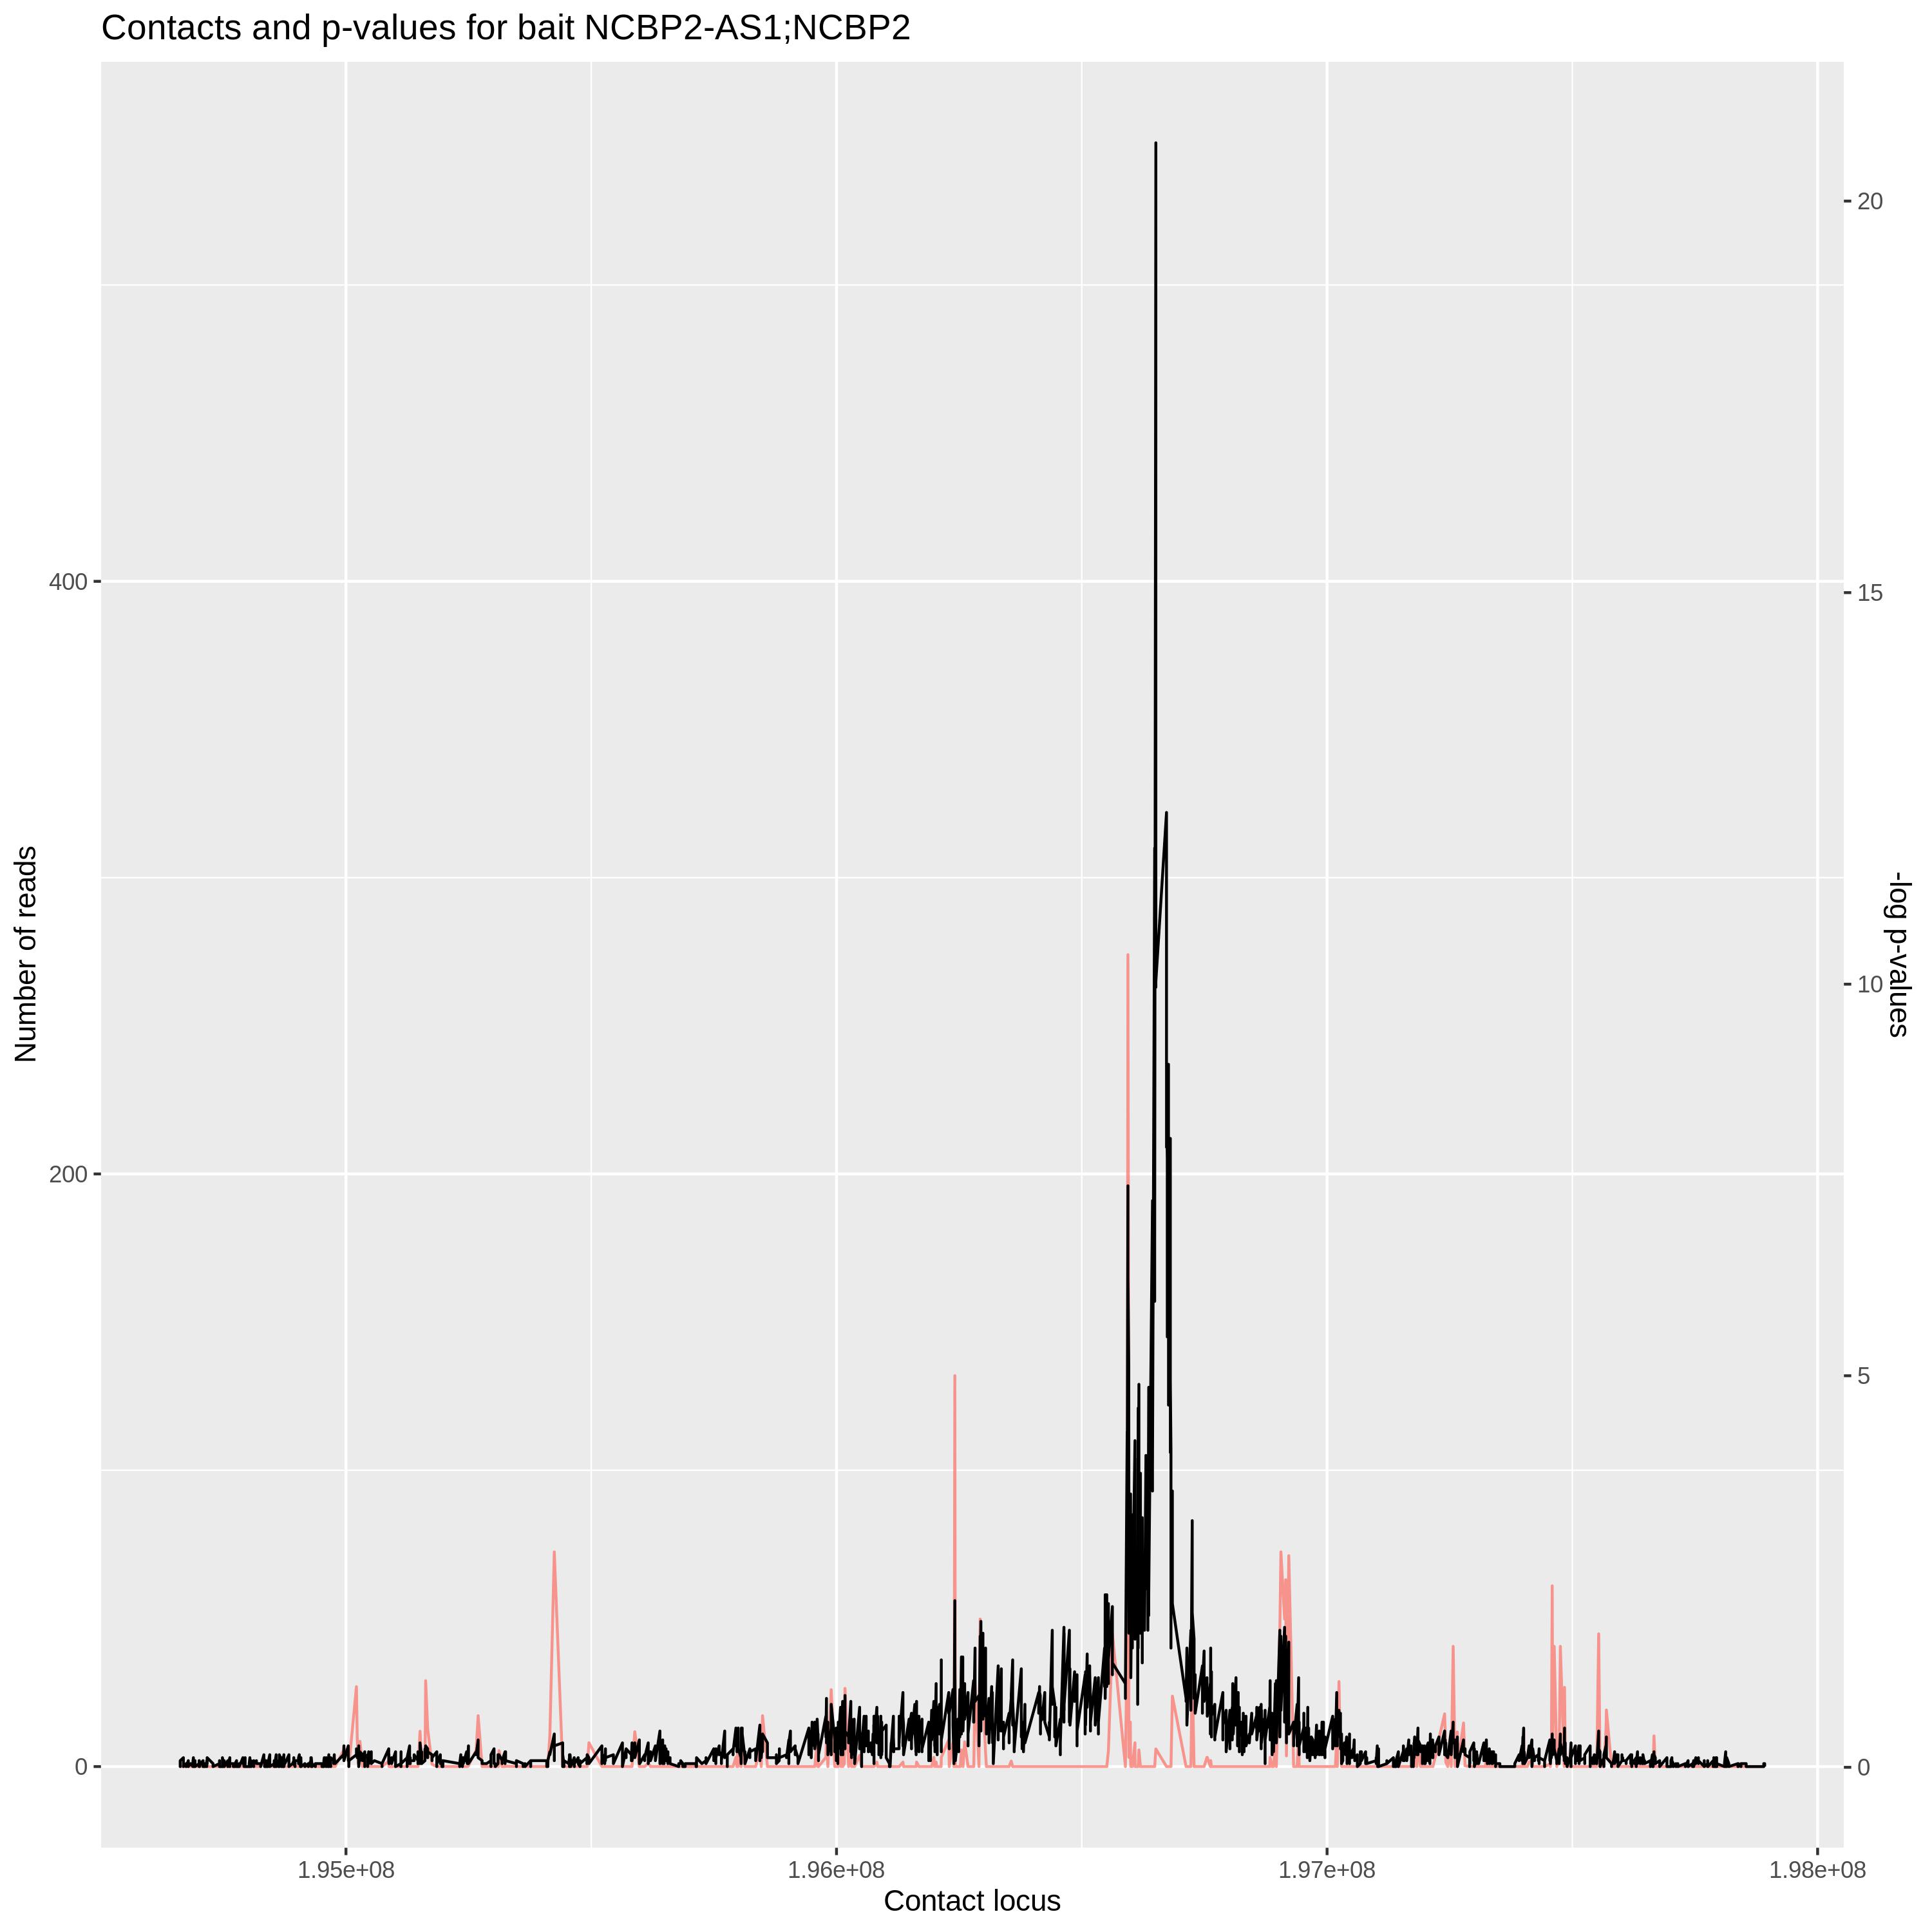 Contacts and p-values for bait NCBP2-AS1;NCBP2
20
400
15
Number of reads
-log p-values
10
200
5
0
0
1.95e+08
1.96e+08
1.97e+08
1.98e+08
Contact locus